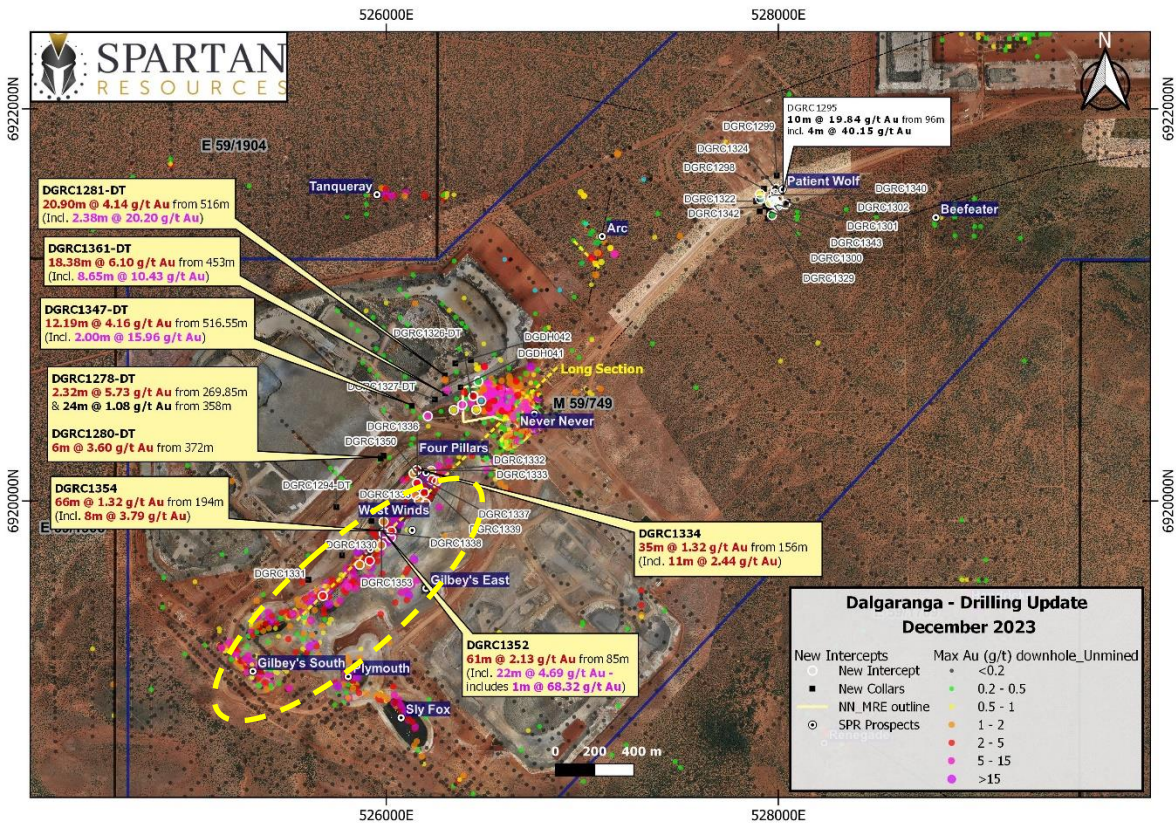 526000E
528000E
SPARTAN
RESOURCES
N
6922000N
6922000N
E 59/1904
DGRC1295
10m @ 19.84 g/t Au from 96m
incl. 4m @ 40.15 g/t Au
DGRC1299
DGRC1324
DGRC1298
Tanqueray
Patient Wolf
DGRC1340
DGRC1322
DGRC1302
Beefeater
DGRC1342
DGRC1301
Arc
DGRC1343
DGRC1300
DGRC1329
DGRC1281-DT
20.90m @ 4.14 g/t Au from 516m
(Incl. 2.38m @ 20.20 g/t Au)
DGRC1361-DT
18.38m @ 6.10 g/t Au from 453m
(Incl. 8.65m @ 10.43 g/t Au)
DGRC1347-DT
12.19m @ 4.16 g/t Au from 516.55m
(Incl. 2.00m @ 15.96 g/t Au)
DGRC1326-DT
DGDH042
DGDH041
Long Section
DGRC1327-DT
M 59/749
Never Never
DGRC1278-DT
2.32m @ 5.73 g/t Au from 269.85m
& 24m @ 1.08 g/t Au from 358m
DGRC1280-DT
6m @ 3.60 g/t Au from 372m
DGRC1336
DGRC1350
Four Pillars
DGRC1332
DGRC1333
DGRC1294-DT
6920000N
6920000N
DGRC1354
66m @ 1.32 g/t Au from 194m
(Incl. 8m @ 3.79 g/t Au)
West Winds
DGRC1337
DGRC1339
DGRC1338
DGRC1330
DGRC1334
35m @ 1.32 g/t Au from 156m
(Incl. 11m @ 2.44 g/t Au)
DGRC1331
DGRC1353
Gilbey's East
DGRC1352
61m @ 2.13 g/t Au from 85m
(Incl. 22m @ 4.69 g/t Au -
includes 1m @ 68.32 g/t Au)
Gilbey's South
Plymouth
Sly Fox
0 200 400 m
Dalgaranga - Drilling Update
December 2023
New Intercepts
New Intercept
New Collars
NN_MRE outline
SPR Prospects
Max Au (g/t) downhole_Unmined
<0.2
0.2 - 0.5
0.5 - 1
1 - 2
2 - 5
5 - 15
>15
526000E
528000E